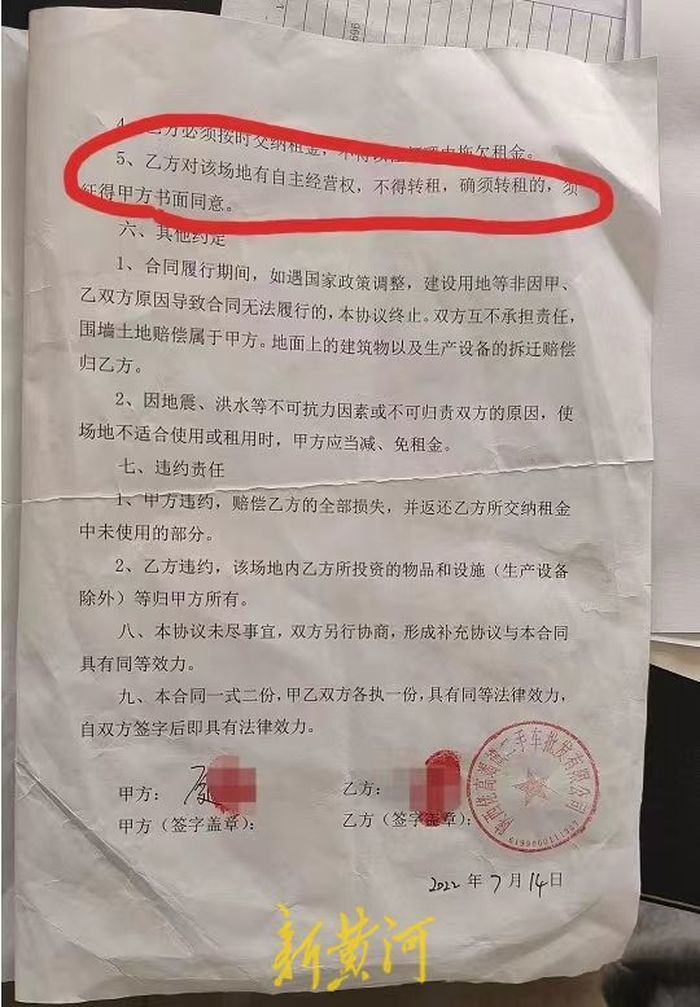 4、乙方必须按时交纳租金，不得以任何理由拖欠租金。
5、乙方对该场地有自主经营权，不得转租，确须转租的，须
征得甲方书面同意。
六、其他约定
1、合同履行期间，如遇国家政策调整，建设用地等非因甲、
乙双方原因导致合同无法履行的，本协议终止。双方互不承担责任，
围墙土地赔偿属于甲方。地面上的建筑物以及生产设备的拆迁赔偿
归乙方。
2、因地震、洪水等不可抗力因素或不可归责双方的原因，使
场地不适合使用或租用时，甲方应当减、免租金。
七、违约责任
1、甲方违约，赔偿乙方的全部损失，并返还乙方所交纳租金
中未使用的部分。
2、乙方违约，该场地内乙方所投资的物品和设施（生产设备
除外）等归甲方所有。
八、本协议未尽事宜，双方另行协商，形成补充协议与本合同
具有同等效力。
九、本合同一式二份，甲乙双方各执一份，具有同等法律效力，
自双方签字后即具有法律效力。
甲方：
乙方：
甲方（签字盖章）：
乙方（签字盖章）：
二手车批发有限公司
2022年7月14日
新黄河